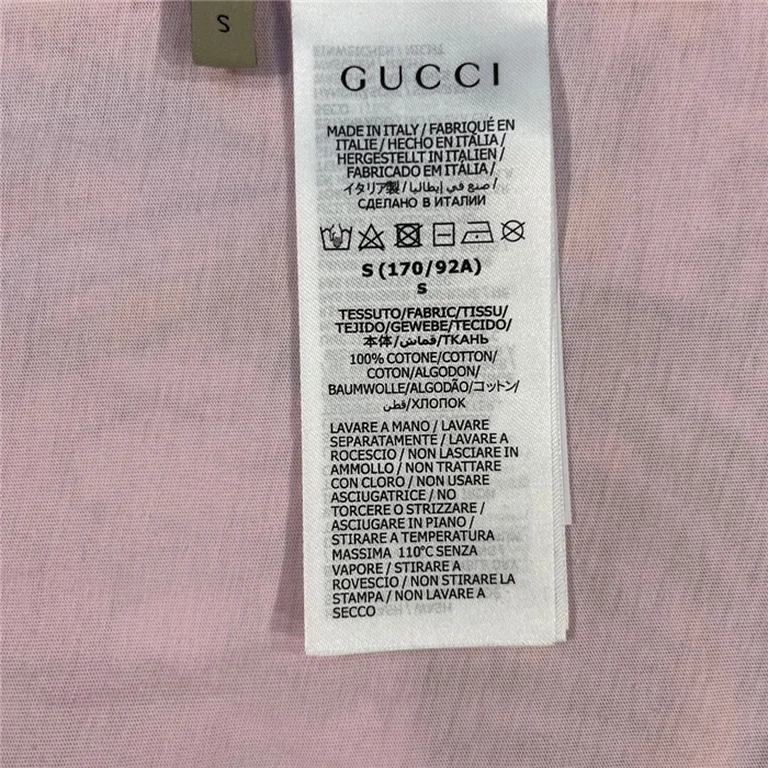 S
GUCCI
MADE IN ITALY / FABRIQUÉ EN
ITALIE / HECHO EN ITALIA /
HERGESTELLT IN ITALIEN /
FABRICADO EM ITÁLIA /
イタリア製 / صنع في إيطاليا /
СДЕЛАНО В ИТАЛИИ
S (170/92A)
S
TESSUTO/FABRIC/TISSU/
TEJIDO/GEWEBE/TECIDO/
本体/قماش/ТКАНЬ
100% COTONE/COTTON/
COTON/ALGODON/
BAUMWOLLE/ALGODÃO/コットン/
قطن/ХЛОПОК
LAVARE A MANO / LAVARE
SEPARATAMENTE / LAVARE A
ROCESCIO / NON LASCIARE IN
AMMOLLO / NON TRATTARE
CON CLORO / NON USARE
ASCIUGATRICE / NO
TORCERE O STRIZZARE /
ASCIUGARE IN PIANO /
STIRARE A TEMPERATURA
MASSIMA 110°C SENZA
VAPORE / STIRARE A
ROVESCIO / NON STIRARE LA
STAMPA / NON LAVARE A
SECCO